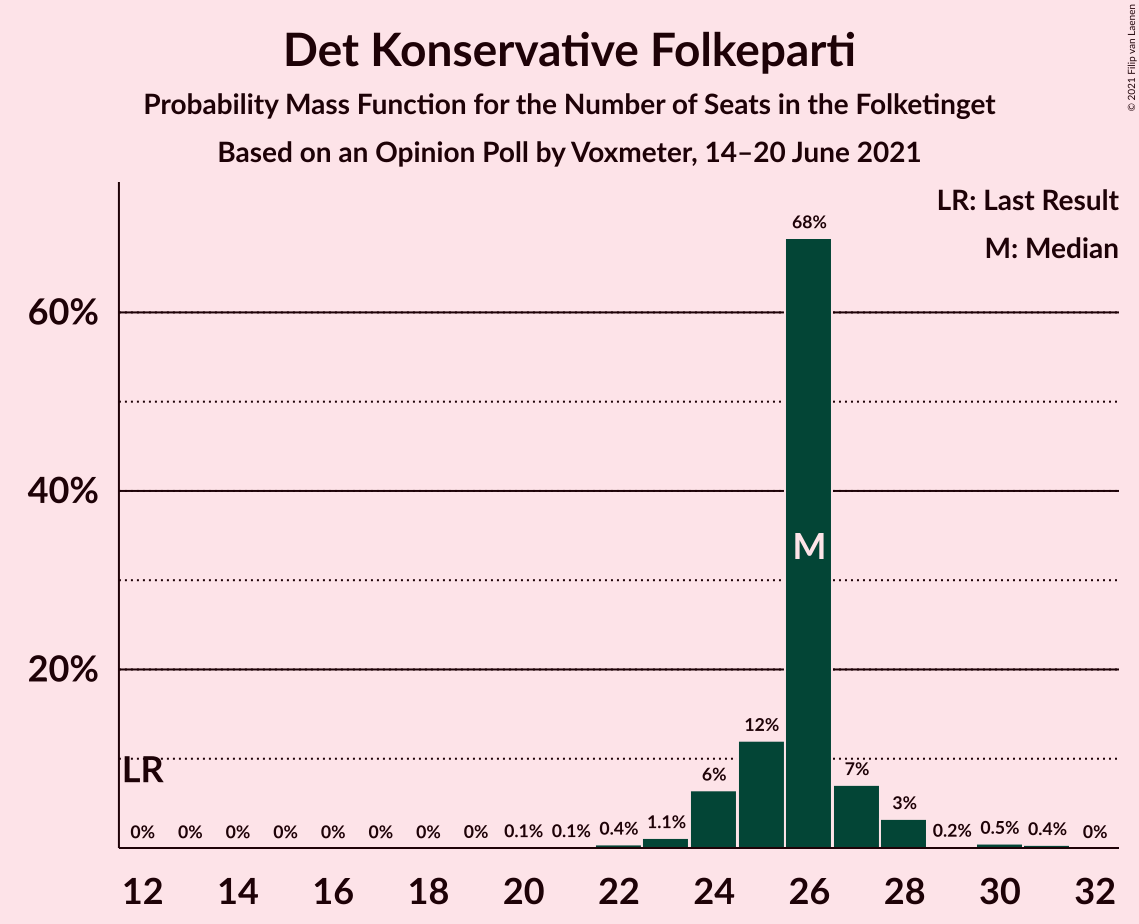 Det Konservative Folkeparti
Probability Mass Function for the Number of Seats in the Folketinget
Based on an Opinion Poll by Voxmeter, 14–20 June 2021
© 2021 Filip van Laenen
LR: Last Result
M: Median
68%
60%
40%
M
20%
12%
LR
6%
7%
3%
0% 0% 0% 0% 0% 0% 0% 0% 0.1% 0.1% 0.4% 1.1% 0.2% 0.5% 0.4% 0%
12 14 16 18 20 22 24 26 28 30 32